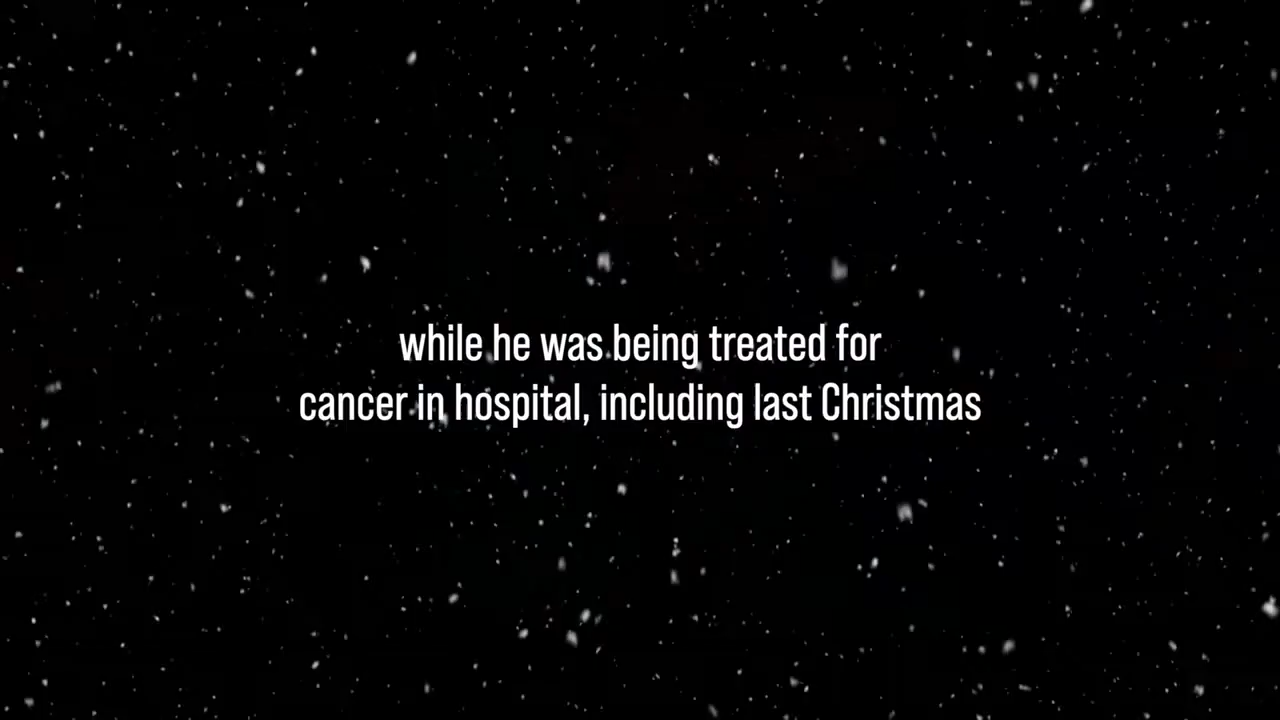 while he was being treated for
cancer in hospital, including last Christmas